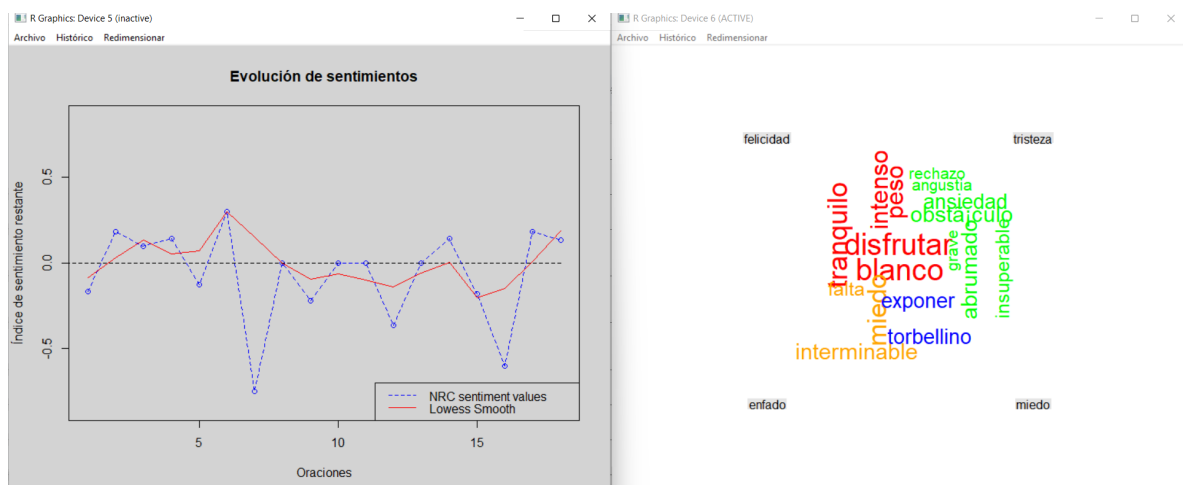 R Graphics: Device 5 (inactive)
Archivo Histórico Redimensionar
Evolución de sentimientos
Índice de sentimiento restante
0.5
0.0
-0.5
NRC sentiment values
Lowess Smooth
5 10 15
Oraciones
R Graphics: Device 6 (ACTIVE)
Archivo Histórico Redimensionar
felicidad
tristeza
intenso
peso
rechazo
angustia
ansiedad
obstáculo
tranquilo
disfrutar
grave
abrumado
insuperable
blanco
falta
miedo
exponer
torbellino
interminable
enfado
miedo